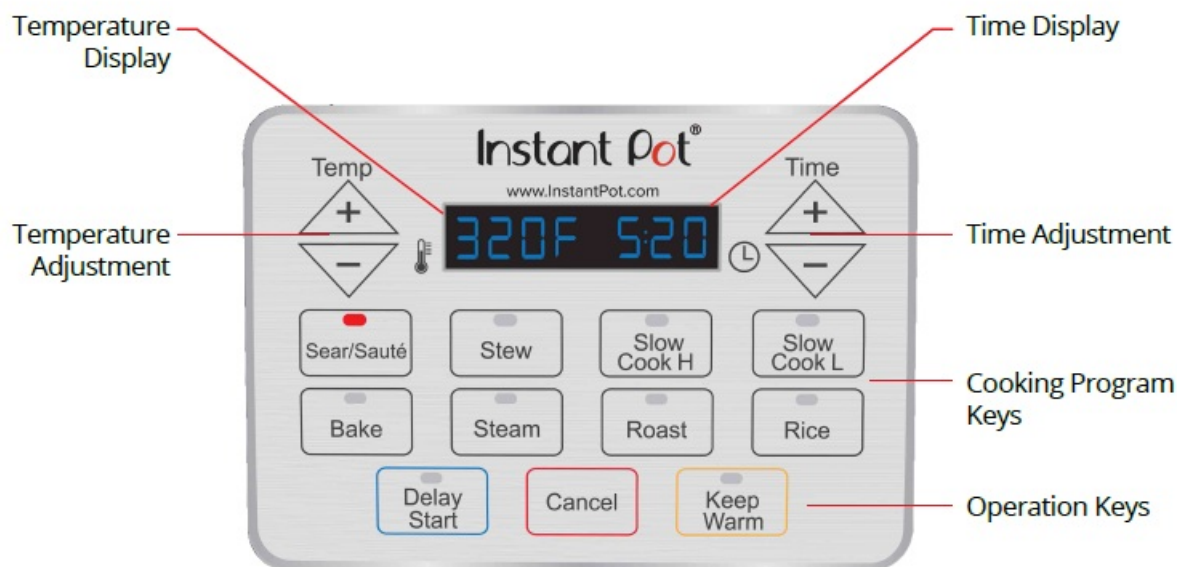 Temperature
Display
Time Display
Instant Pot®
www.InstantPot.com
Temp
Time
+
+
320F 5:20
Temperature
Adjustment
Time Adjustment
−
−
Sear/Sauté
Stew
Slow
Cook H
Slow
Cook L
Cooking Program
Keys
Bake
Steam
Roast
Rice
Delay
Start
Cancel
Keep
Warm
Operation Keys